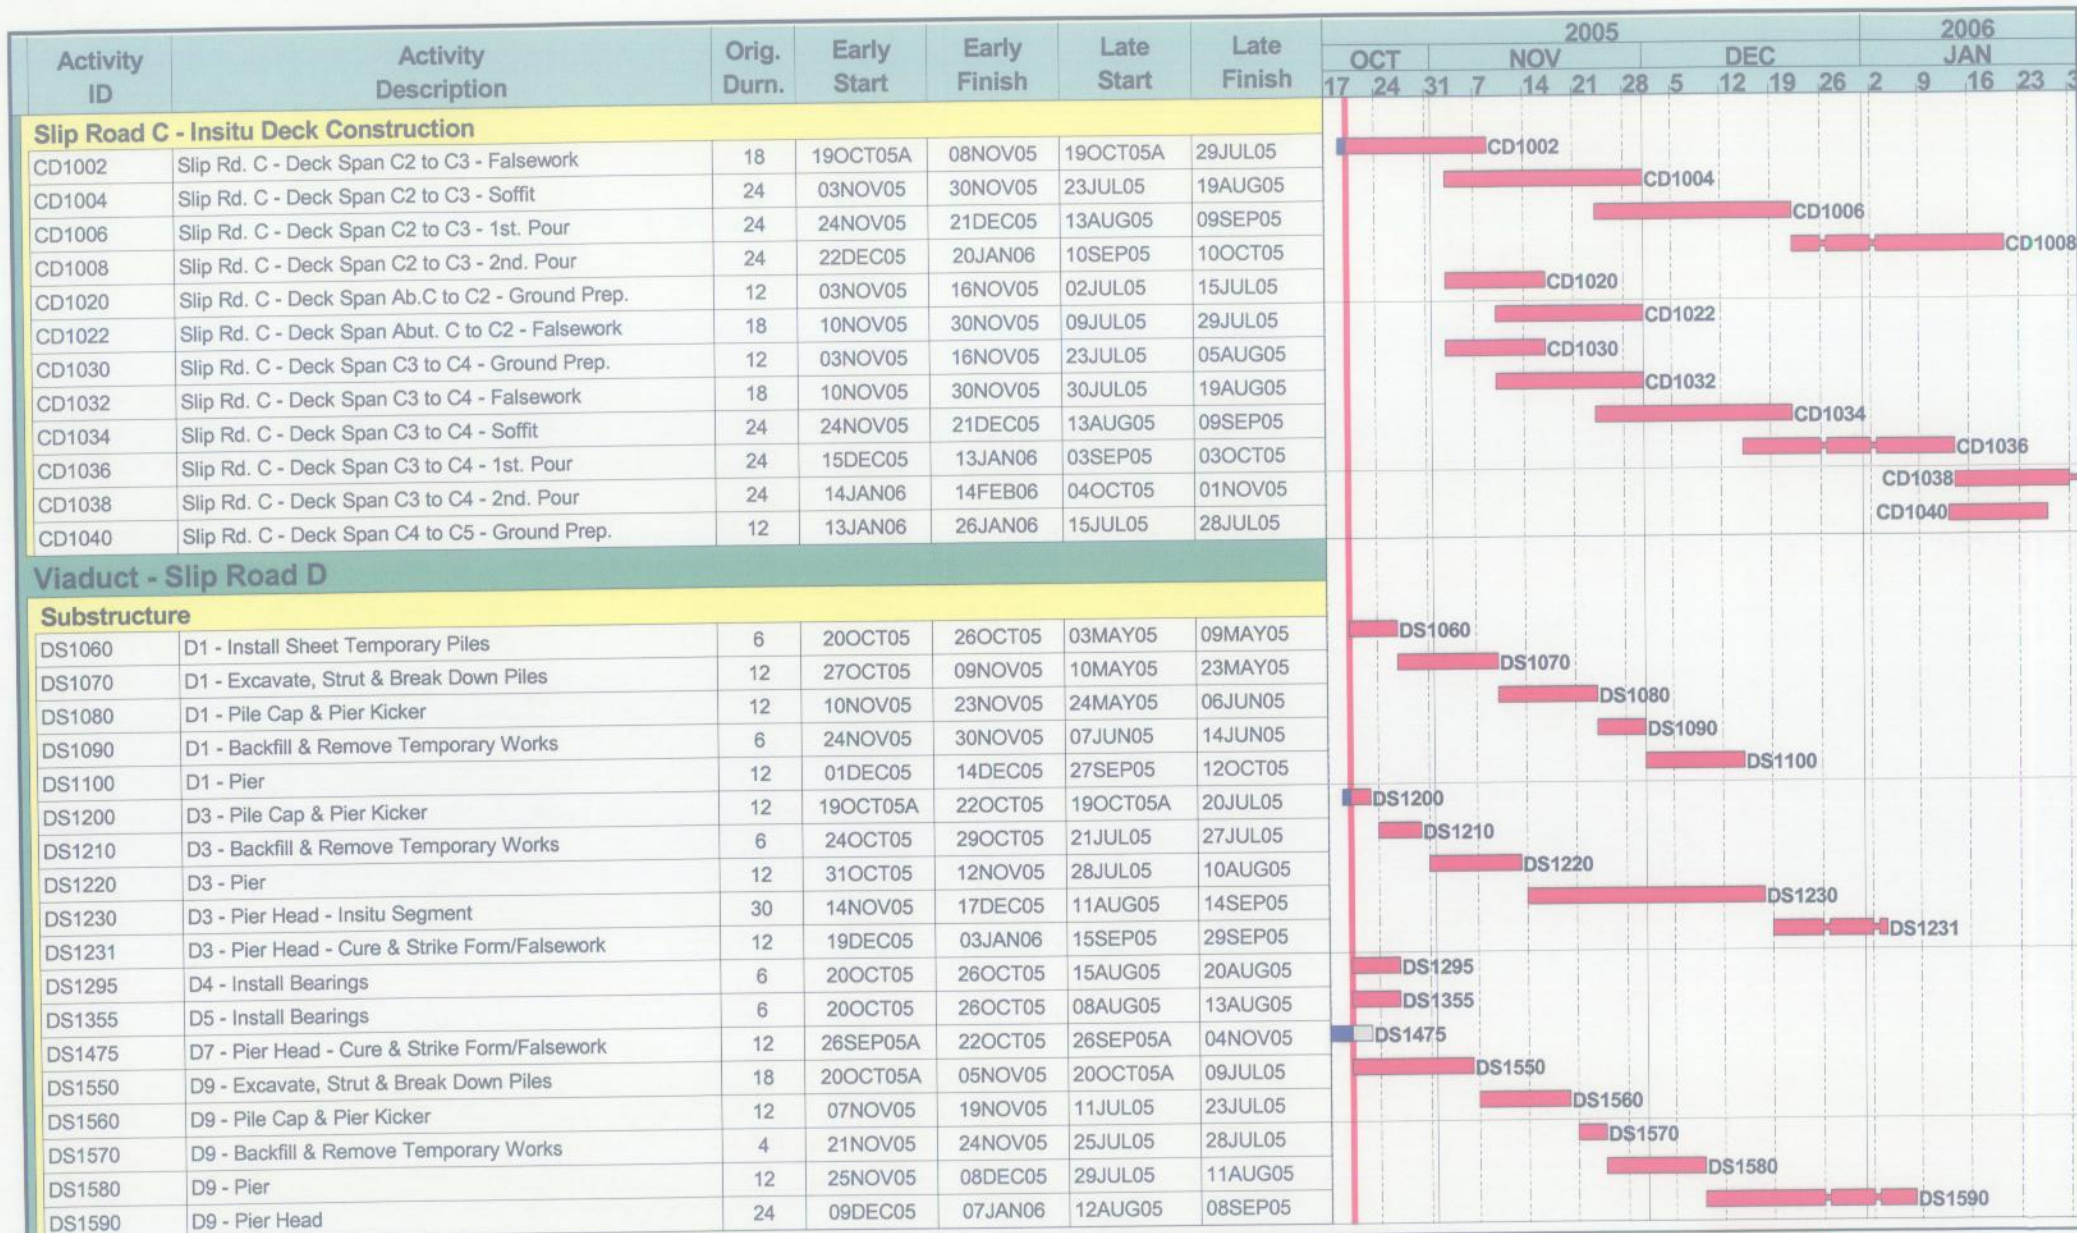 2005 2006
Activity Activity Orig. Early Early Late Late OCT NOV DEC JAN
ID Description Durn. Start Finish Start Finish 17 24 31 7 14 21 28 5 12 19 26 2 9 16 23
Slip Road C - Insitu Deck Construction
CD1002 Slip Rd. C - Deck Span C2 to C3 - Falsework 18 19OCT05A 08NOV05 19OCT05A 29JUL05 CD1002
CD1004 Slip Rd. C - Deck Span C2 to C3 - Soffit 24 03NOV05 30NOV05 23JUL05 19AUG05 CD1004
CD1006 Slip Rd. C - Deck Span C2 to C3 - 1st. Pour 24 24NOV05 21DEC05 13AUG05 09SEP05 CD1006
CD1008 Slip Rd. C - Deck Span C2 to C3 - 2nd. Pour 24 22DEC05 20JAN06 10SEP05 10OCT05 CD1008
CD1020 Slip Rd. C - Deck Span Ab.C to C2 - Ground Prep. 12 03NOV05 16NOV05 02JUL05 15JUL05 CD1020
CD1022 Slip Rd. C - Deck Span Abut. C to C2 - Falsework 18 10NOV05 30NOV05 09JUL05 29JUL05 CD1022
CD1030 Slip Rd. C - Deck Span C3 to C4 - Ground Prep. 12 03NOV05 16NOV05 23JUL05 05AUG05 CD1030
CD1032 Slip Rd. C - Deck Span C3 to C4 - Falsework 18 10NOV05 30NOV05 30JUL05 19AUG05 CD1032
CD1034 Slip Rd. C - Deck Span C3 to C4 - Soffit 24 24NOV05 21DEC05 13AUG05 09SEP05 CD1034
CD1036 Slip Rd. C - Deck Span C3 to C4 - 1st. Pour 24 15DEC05 13JAN06 03SEP05 03OCT05 CD1036
CD1038 Slip Rd. C - Deck Span C3 to C4 - 2nd. Pour 24 14JAN06 14FEB06 04OCT05 01NOV05 CD1038
CD1040 Slip Rd. C - Deck Span C4 to C5 - Ground Prep. 12 13JAN06 26JAN06 15JUL05 28JUL05 CD1040
Viaduct - Slip Road D
Substructure
DS1060 D1 - Install Sheet Temporary Piles 6 20OCT05 26OCT05 03MAY05 09MAY05 DS1060
DS1070 D1 - Excavate, Strut & Break Down Piles 12 27OCT05 09NOV05 10MAY05 23MAY05 DS1070
DS1080 D1 - Pile Cap & Pier Kicker 12 10NOV05 23NOV05 24MAY05 06JUN05 DS1080
DS1090 D1 - Backfill & Remove Temporary Works 6 24NOV05 30NOV05 07JUN05 14JUN05 DS1090
DS1100 D1 - Pier 12 01DEC05 14DEC05 27SEP05 12OCT05 DS1100
DS1200 D3 - Pile Cap & Pier Kicker 12 19OCT05A 22OCT05 19OCT05A 20JUL05 DS1200
DS1210 D3 - Backfill & Remove Temporary Works 6 24OCT05 29OCT05 21JUL05 27JUL05 DS1210
DS1220 D3 - Pier 12 31OCT05 12NOV05 28JUL05 10AUG05 DS1220
DS1230 D3 - Pier Head - Insitu Segment 30 14NOV05 17DEC05 11AUG05 14SEP05 DS1230
DS1231 D3 - Pier Head - Cure & Strike Form/Falsework 12 19DEC05 03JAN06 15SEP05 29SEP05 DS1231
DS1295 D4 - Install Bearings 6 20OCT05 26OCT05 15AUG05 20AUG05 DS1295
DS1355 D5 - Install Bearings 6 20OCT05 26OCT05 08AUG05 13AUG05 DS1355
DS1475 D7 - Pier Head - Cure & Strike Form/Falsework 12 26SEP05A 22OCT05 26SEP05A 04NOV05 DS1475
DS1550 D9 - Excavate, Strut & Break Down Piles 18 20OCT05A 05NOV05 20OCT05A 09JUL05 DS1550
DS1560 D9 - Pile Cap & Pier Kicker 12 07NOV05 19NOV05 11JUL05 23JUL05 DS1560
DS1570 D9 - Backfill & Remove Temporary Works 4 21NOV05 24NOV05 25JUL05 28JUL05 DS1570
DS1580 D9 - Pier 12 25NOV05 08DEC05 29JUL05 11AUG05 DS1580
DS1590 D9 - Pier Head 24 09DEC05 07JAN06 12AUG05 08SEP05 DS1590